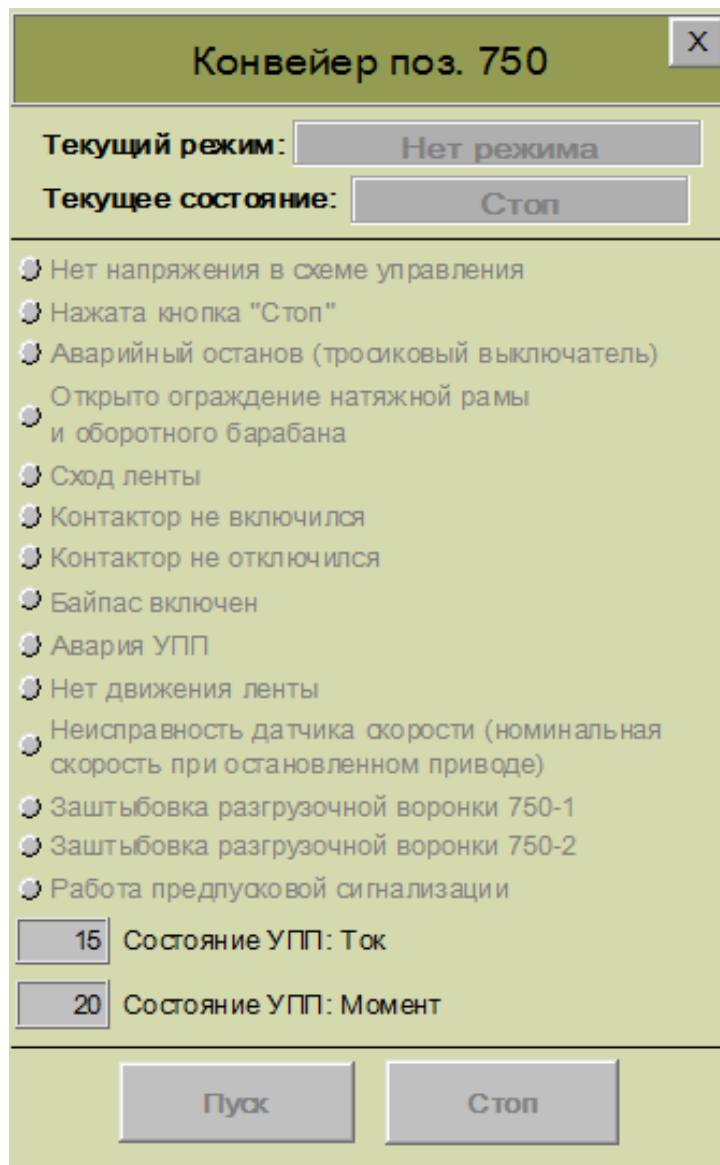 Конвейер поз. 750
X
Текущий режим: Нет режима
Текущее состояние: Стоп
Нет напряжения в схеме управления
Нажата кнопка "Стоп"
Аварийный останов (тросиковый выключатель)
Открыто ограждение натяжной рамы
и оборотного барабана
Сход ленты
Контактор не включился
Контактор не отключился
Байпас включен
Авария УПП
Нет движения ленты
Неисправность датчика скорости (номинальная
скорость при остановленном приводе)
Заштыбовка разгрузочной воронки 750-1
Заштыбовка разгрузочной воронки 750-2
Работа предпусковой сигнализации
15 Состояние УПП: Ток
20 Состояние УПП: Момент
Пуск Стоп